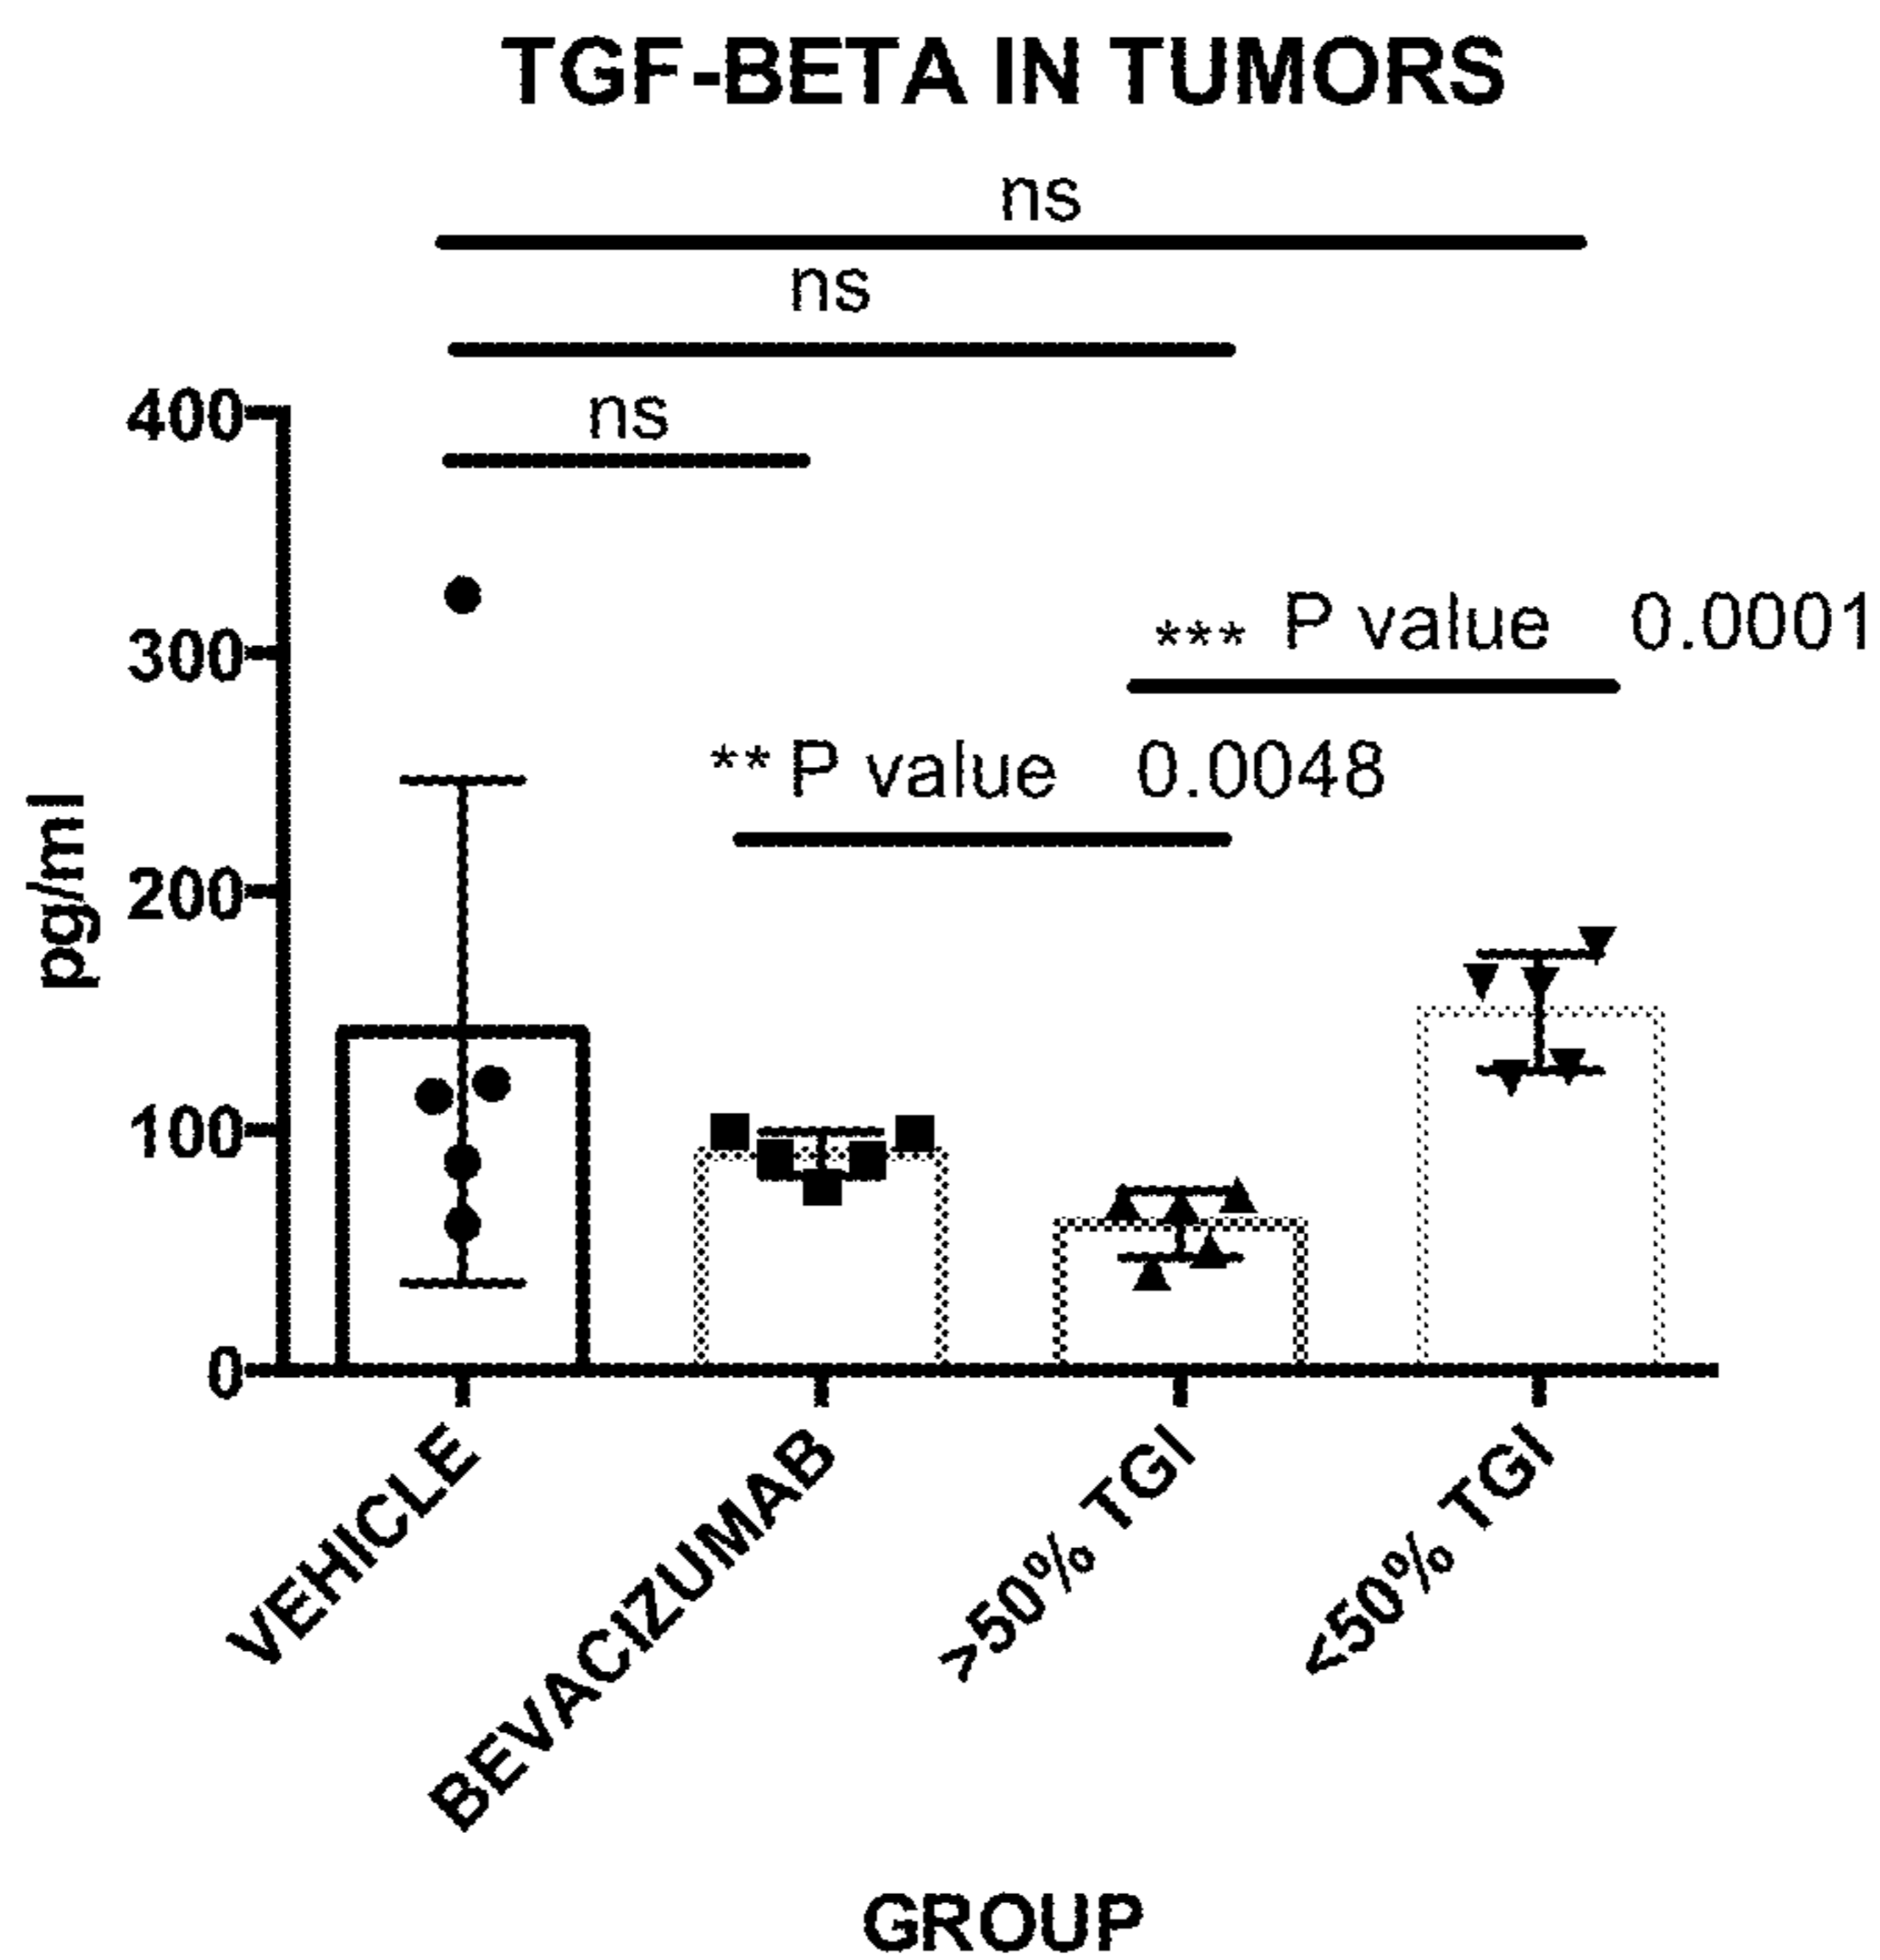 TGF-BETA IN TUMORS
ns
ns
ns
*** P value 0.0001
** P value 0.0048
pg/ml
400
300
200
100
0
VEHICLE
BEVACIZUMAB
>50% TGI
<50% TGI
GROUP